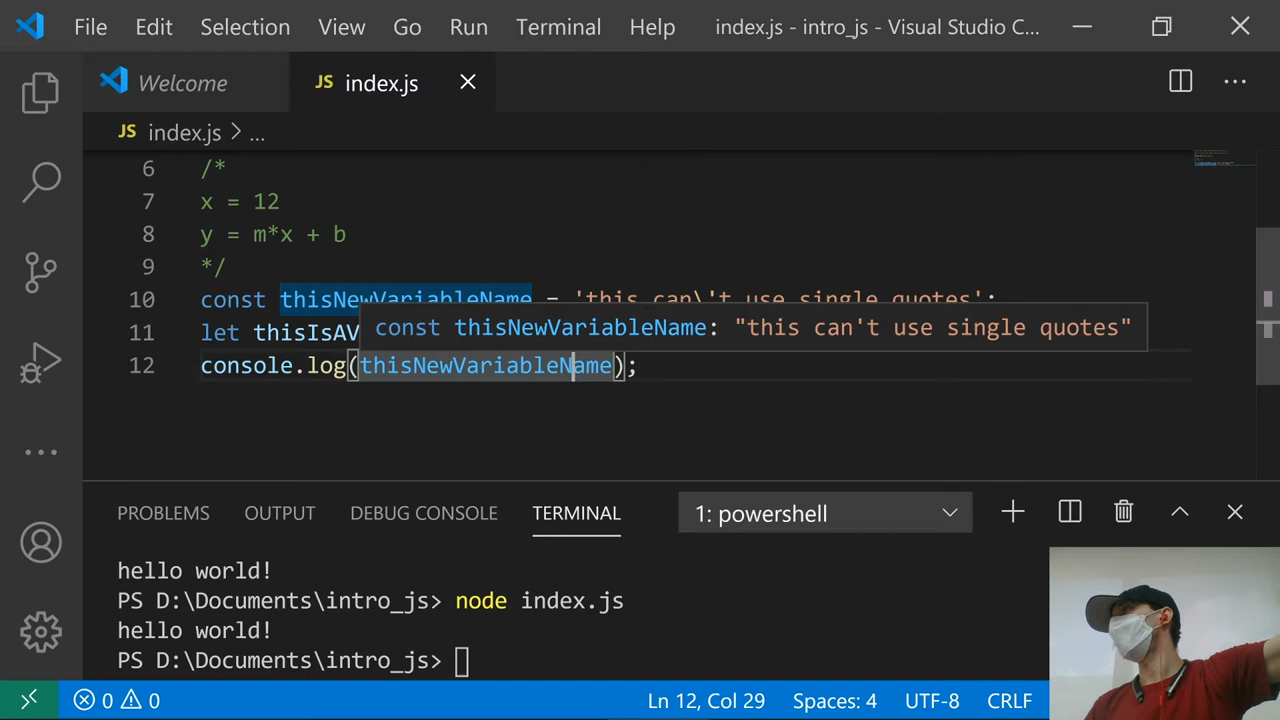 File Edit Selection View Go Run Terminal Help index.js - intro_js - Visual Studio C...
Welcome JS index.js
JS index.js > ...
6 /*
7 x = 12
8 y = m*x + b
9 */
10 const thisNewVariableName = 'this can\'t use single quotes';
11 let thisIsAV
const thisNewVariableName: "this can't use single quotes"
12 console.log(thisNewVariableName);
PROBLEMS OUTPUT DEBUG CONSOLE TERMINAL 1: powershell
hello world!
PS D:\Documents\intro_js> node index.js
hello world!
PS D:\Documents\intro_js>
0 0 Ln 12, Col 29 Spaces: 4 UTF-8 CRLF